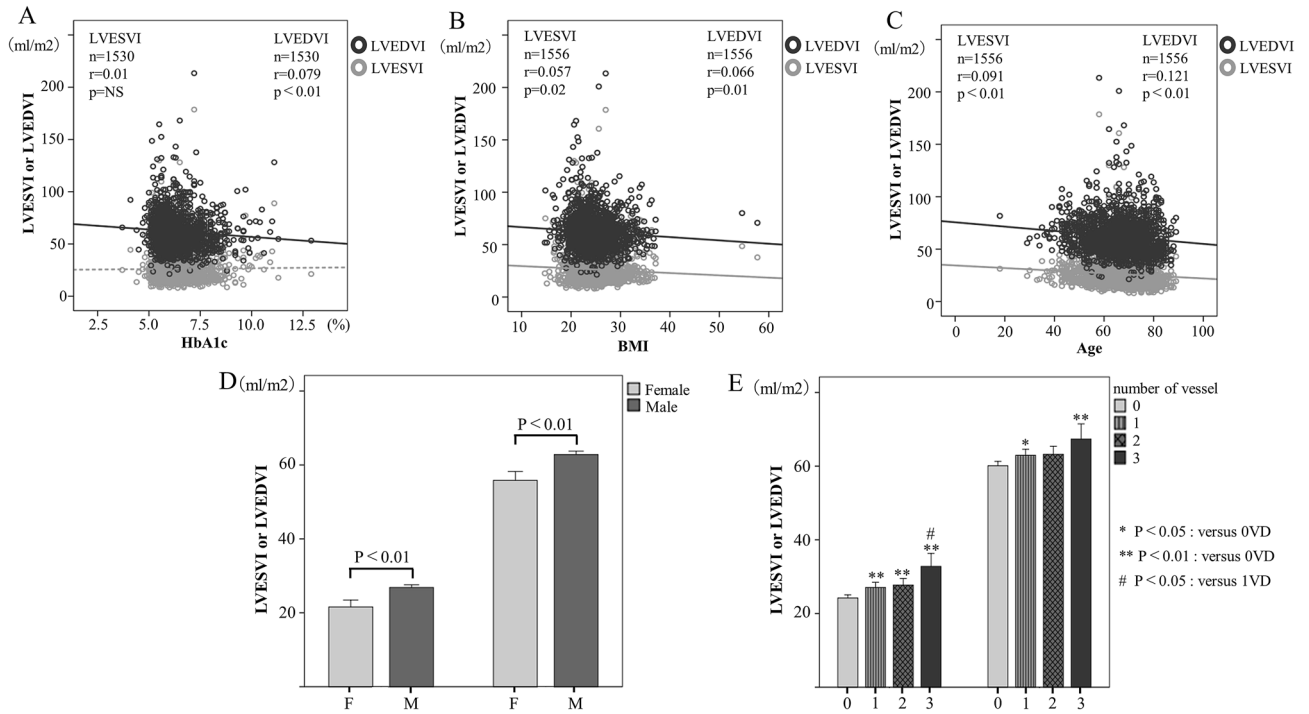 A
(ml/m2)
LVESVI
n=1530
r=0.01
p=NS
LVEDVI
n=1530
r=0.079
p<0.01
LVEDVI
LVESVI
LVESVI or LVEDVI
200
150
100
50
0
2.5 5.0 7.5 10.0 12.5 (%)
HbA1c
B
(ml/m2)
LVESVI
n=1556
r=0.057
p=0.02
LVEDVI
n=1556
r=0.066
p=0.01
LVEDVI
LVESVI
LVESVI or LVEDVI
200
150
100
50
0
10 20 30 40 50 60
BMI
C
(ml/m2)
LVESVI
n=1556
r=0.091
p<0.01
LVEDVI
n=1556
r=0.121
p<0.01
LVEDVI
LVESVI
LVESVI or LVEDVI
200
150
100
50
0
0 20 40 60 80 100
Age
D
(ml/m2)
Female
Male
P<0.01
P<0.01
LVESVI or LVEDVI
60
40
20
F M F M
E
(ml/m2)
number of vessel
0
1
2
3
LVESVI or LVEDVI
60
40
20
** ** # **
* **
0 1 2 3 0 1 2 3
* P<0.05 : versus 0VD
** P<0.01 : versus 0VD
# P<0.05 : versus 1VD